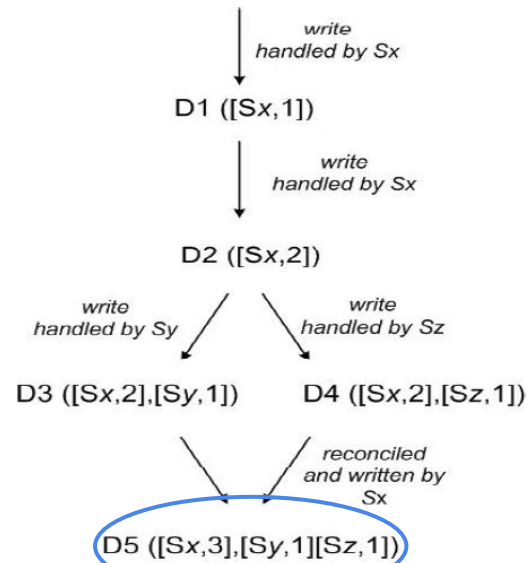 write
handled by Sx
D1 ([Sx,1])
write
handled by Sx
D2 ([Sx,2])
write
handled by Sy
write
handled by Sz
D3 ([Sx,2],[Sy,1])
D4 ([Sx,2],[Sz,1])
reconciled
and written by
Sx
D5 ([Sx,3],[Sy,1][Sz,1])